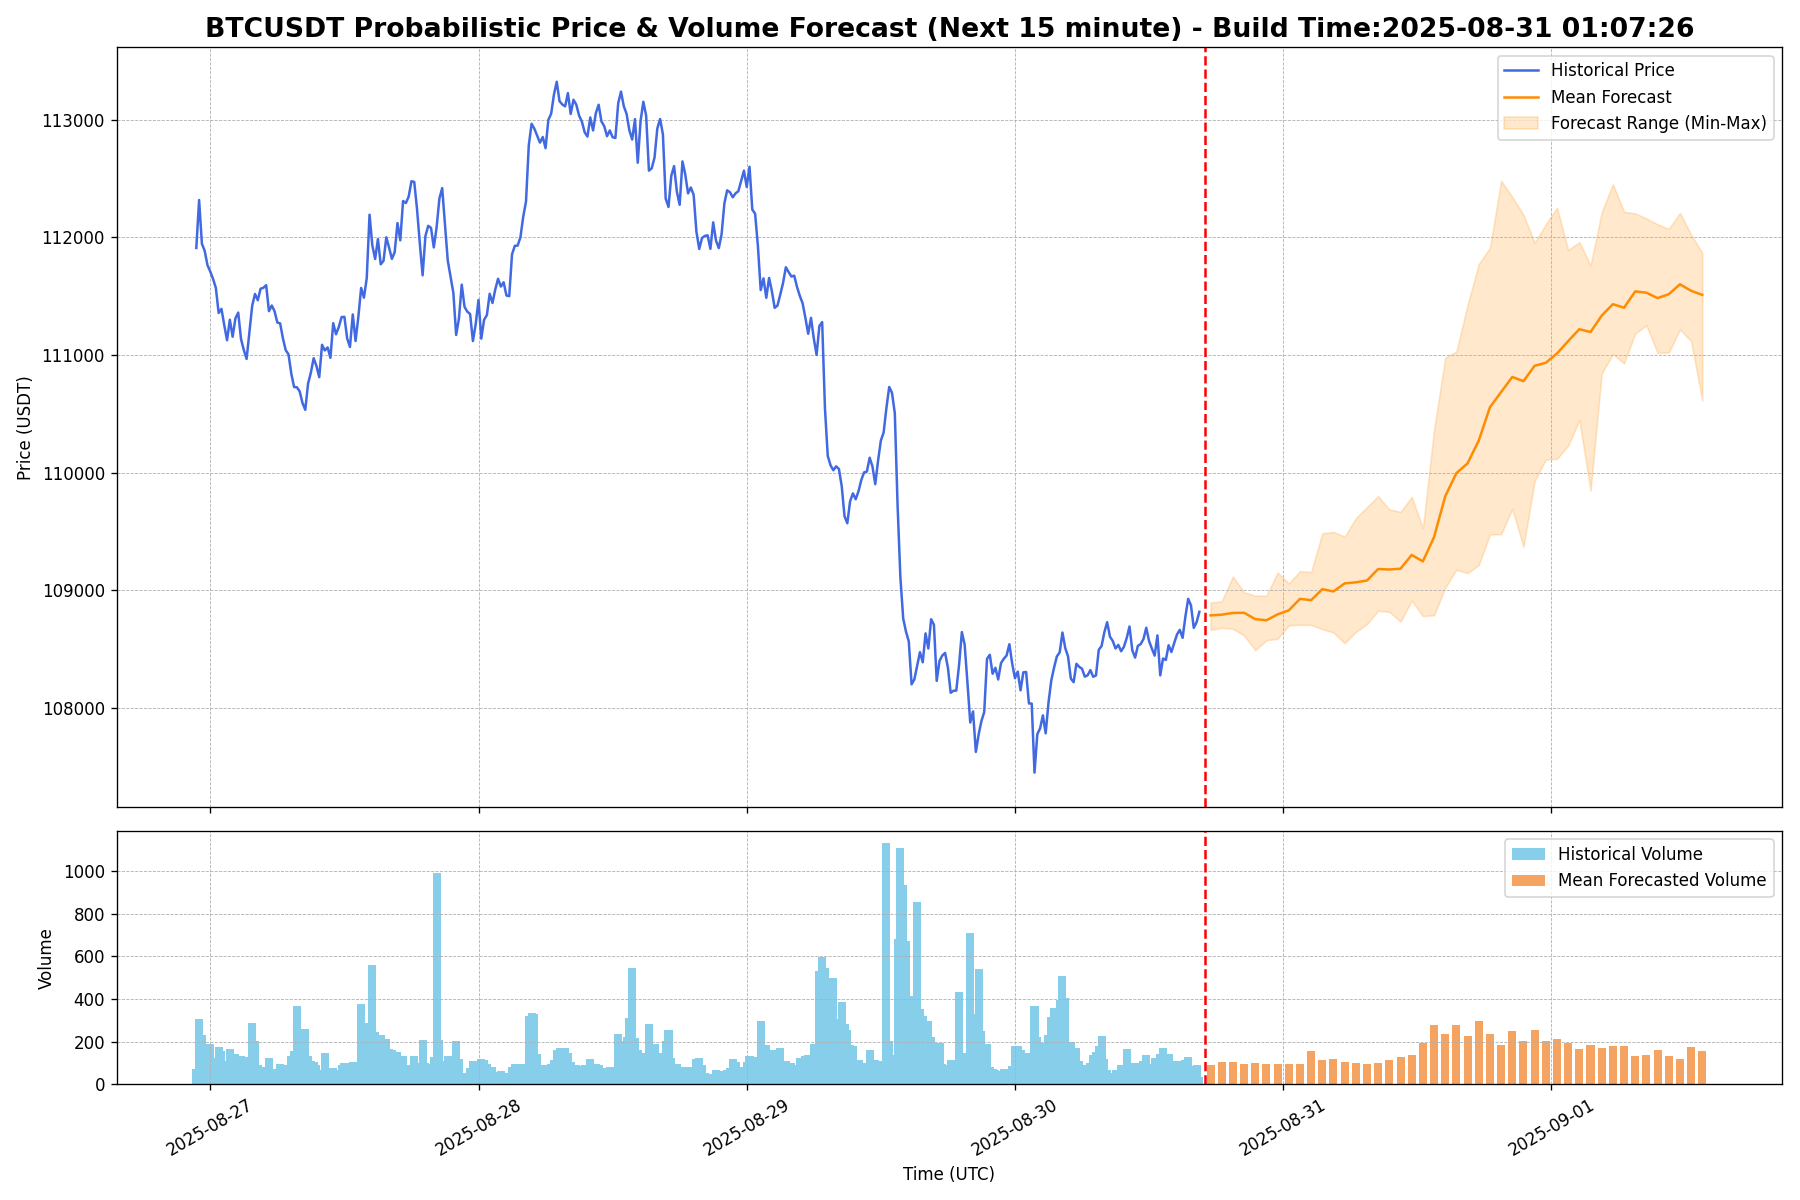 BTCUSDT Probabilistic Price & Volume Forecast (Next 15 minute) - Build Time:2025-08-31 01:07:26
Historical Price
Mean Forecast
Forecast Range (Min-Max)
113000
112000
111000
110000
109000
108000
Price (USDT)
Historical Volume
Mean Forecasted Volume
1000
800
600
400
200
0
Volume
2025-08-27
2025-08-28
2025-08-29
2025-08-30
2025-08-31
2025-09-01
Time (UTC)